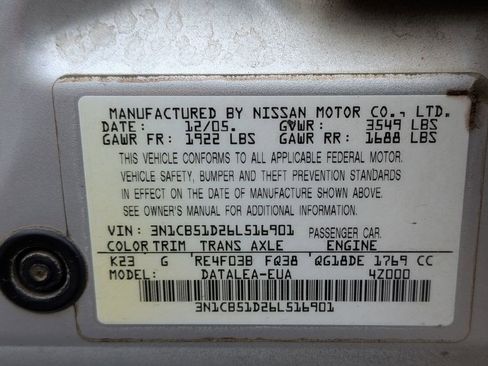 MANUFACTURED BY NISSAN MOTOR CO., LTD.
DATE: 12/05. GVWR: 3549 LBS
GAWR FR: 1922 LBS GAWR RR: 1688 LBS
THIS VEHICLE CONFORMS TO ALL APPLICABLE FEDERAL MOTOR.
VEHICLE SAFETY, BUMPER AND THEFT PREVENTION STANDARDS
IN EFFECT ON THE DATE OF MANUFACTURE SHOWN ABOVE.
SEE OWNER'S MANUAL FOR ADDITIONAL INFORMATION.
VIN: 3N1CB51D26L516901 PASSENGER CAR.
COLOR TRIM TRANS AXLE ENGINE
K23 G RE4F03B FQ38 QG18DE 1769 CC
MODEL: DATALEA-EUA 4Z000
3N1CB51D26L516901